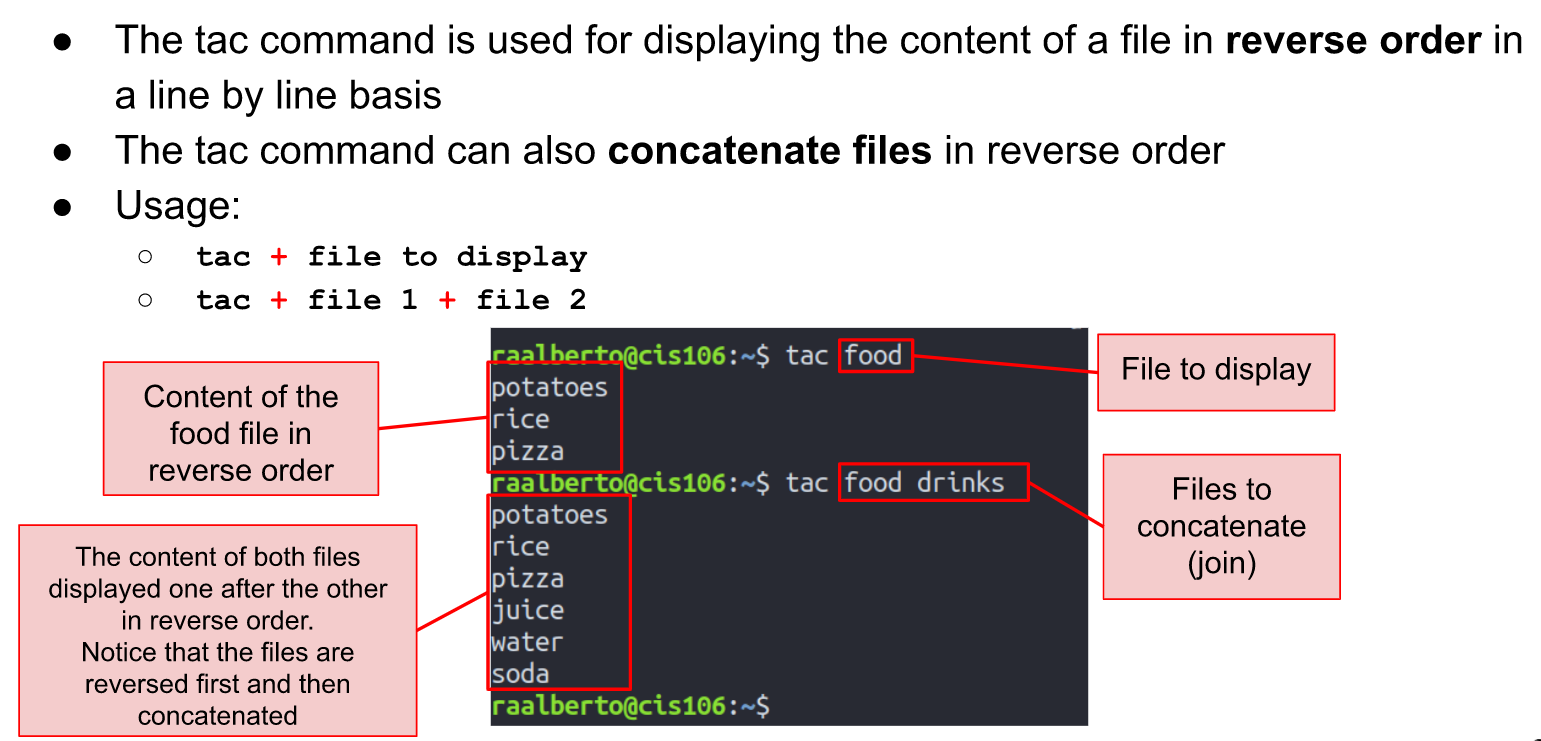 ● The tac command is used for displaying the content of a file in reverse order in
a line by line basis
● The tac command can also concatenate files in reverse order
● Usage:
○ tac + file to display
○ tac + file 1 + file 2
Content of the
food file in
reverse order
The content of both files
displayed one after the other
in reverse order.
Notice that the files are
reversed first and then
concatenated
raalberto@cis106:~$ tac food
potatoes
rice
pizza
raalberto@cis106:~$ tac food drinks
potatoes
rice
pizza
juice
water
soda
raalberto@cis106:~$
File to display
Files to
concatenate
(join)